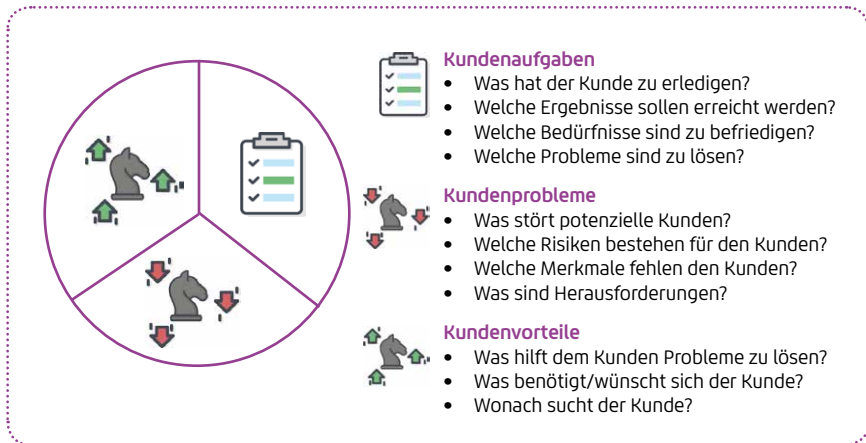 Kundenaufgaben
• Was hat der Kunde zu erledigen?
• Welche Ergebnisse sollen erreicht werden?
• Welche Bedürfnisse sind zu befriedigen?
• Welche Probleme sind zu lösen?
Kundenprobleme
• Was stört potenzielle Kunden?
• Welche Risiken bestehen für den Kunden?
• Welche Merkmale fehlen den Kunden?
• Was sind Herausforderungen?
Kundenvorteile
• Was hilft dem Kunden Probleme zu lösen?
• Was benötigt/wünscht sich der Kunde?
• Wonach sucht der Kunde?